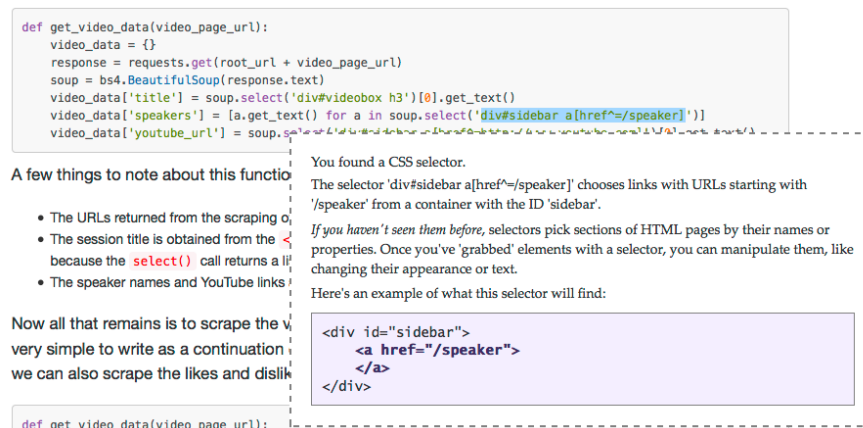 def get_video_data(video_page_url):
    video_data = {}
    response = requests.get(root_url + video_page_url)
    soup = bs4.BeautifulSoup(response.text)
    video_data['title'] = soup.select('div#videobox h3')[0].get_text()
    video_data['speakers'] = [a.get_text() for a in soup.select('div#sidebar a[href^=/speaker]')]
    video_data['youtube_url'] =
A few things to note about this
• The URLs returned from the scraping
• The session title is obtained from the <
because the select() call returns a
• The speaker names and YouTube links
Now all that remains is to scrape the
very simple to write as a continuation
we can also scrape the likes and
def get_video_data(video_page_url):
You found a CSS selector.
The selector 'div#sidebar a[href^=/speaker]' chooses links with URLs starting with
'/speaker' from a container with the ID 'sidebar'.
If you haven't seen them before, selectors pick sections of HTML pages by their names or
properties. Once you've 'grabbed' elements with a selector, you can manipulate them, like
changing their appearance or text.
Here's an example of what this selector will find:
<div id="sidebar">
    <a href="/speaker">
    </a>
</div>